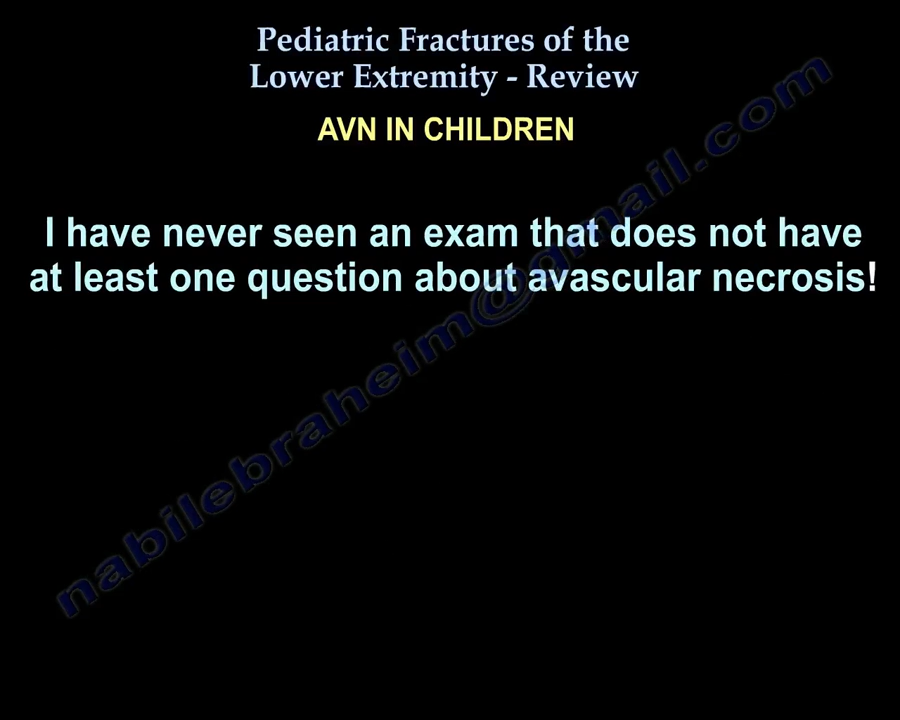 Pediatric Fractures of the
Lower Extremity - Review
AVN IN CHILDREN
I have never seen an exam that does not have
at least one question about avascular necrosis!
nabilebraheim@gmail.com